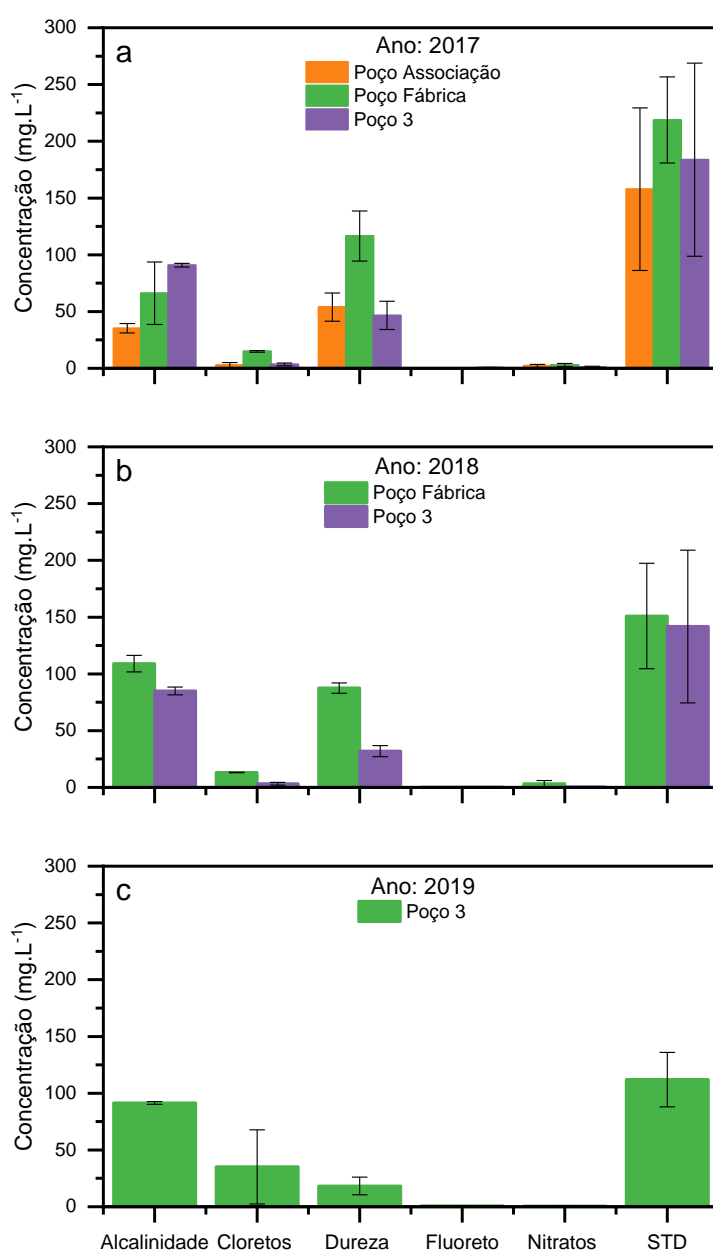 a
Ano: 2017
Poço Associação
Poço Fábrica
Poço 3
Concentração (mg.L⁻¹)
300
250
200
150
100
50
0
b
Ano: 2018
Poço Fábrica
Poço 3
Concentração (mg.L⁻¹)
300
250
200
150
100
50
0
c
Ano: 2019
Poço 3
Concentração (mg.L⁻¹)
300
250
200
150
100
50
0
Alcalinidade Cloretos Dureza Fluoreto Nitratos STD